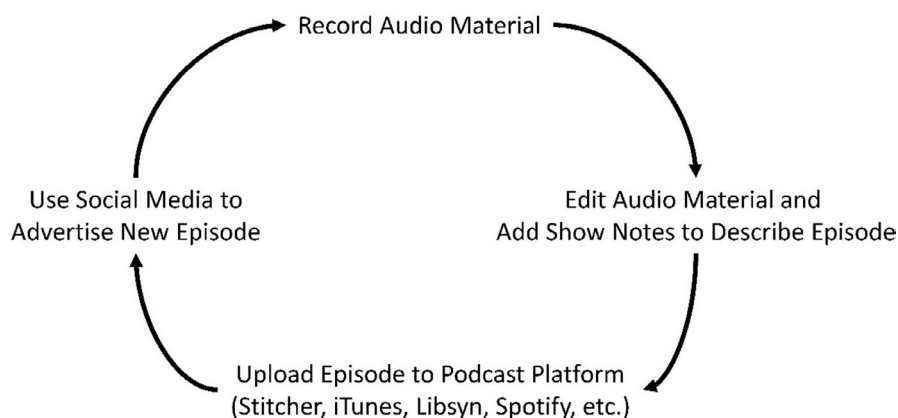 Record Audio Material
Use Social Media to
Advertise New Episode
Edit Audio Material and
Add Show Notes to Describe Episode
Upload Episode to Podcast Platform
(Stitcher, iTunes, Libsyn, Spotify, etc.)